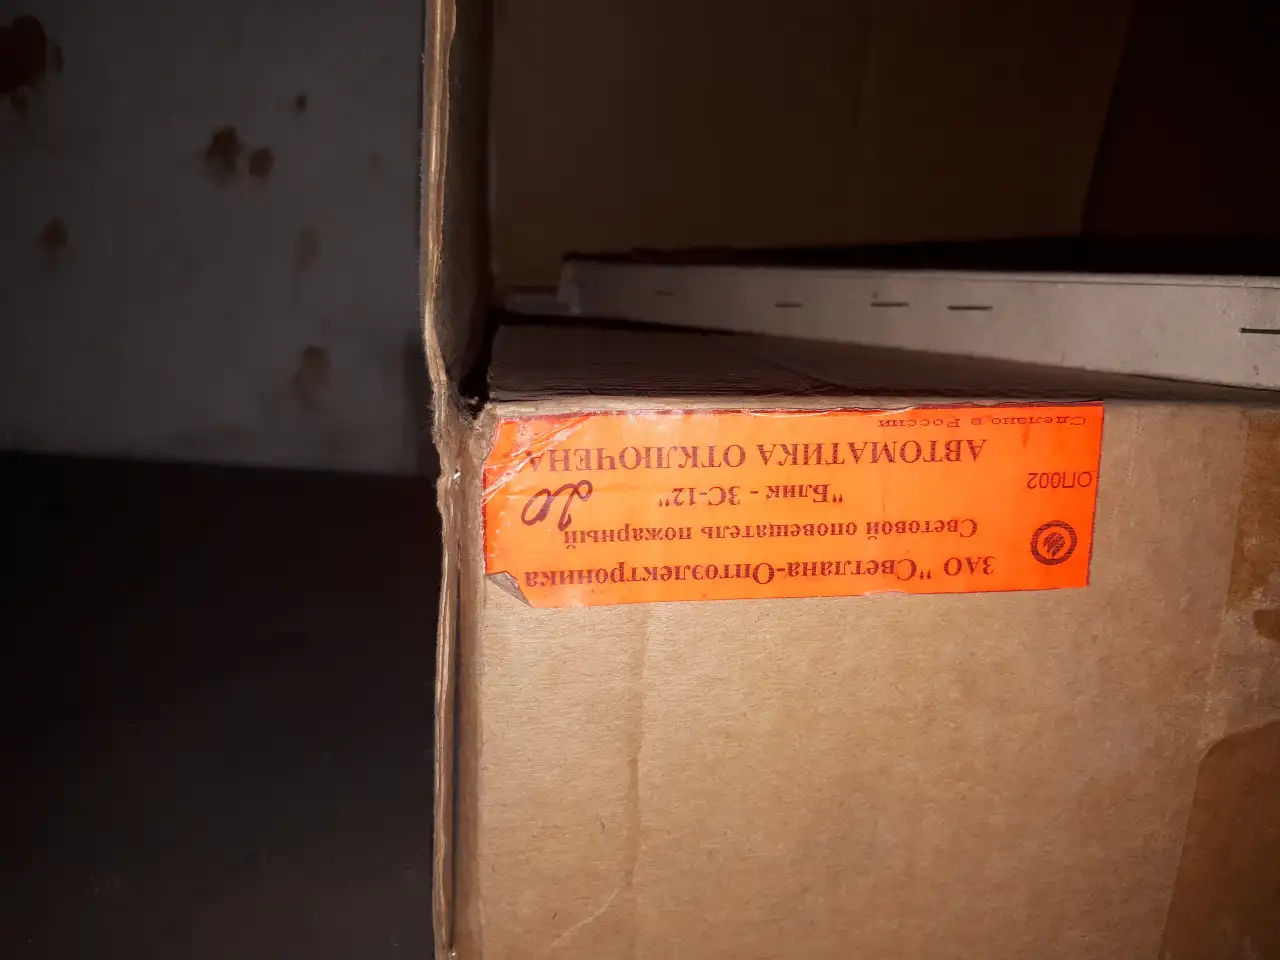 ЗАО "Светлана-Оптоэлектроника
Световой оповещатель пожарный
"Блик - 3С-12"
20
АВТОМАТИКА ОТКЛЮЧЕНА
Сделано в России
ОП002